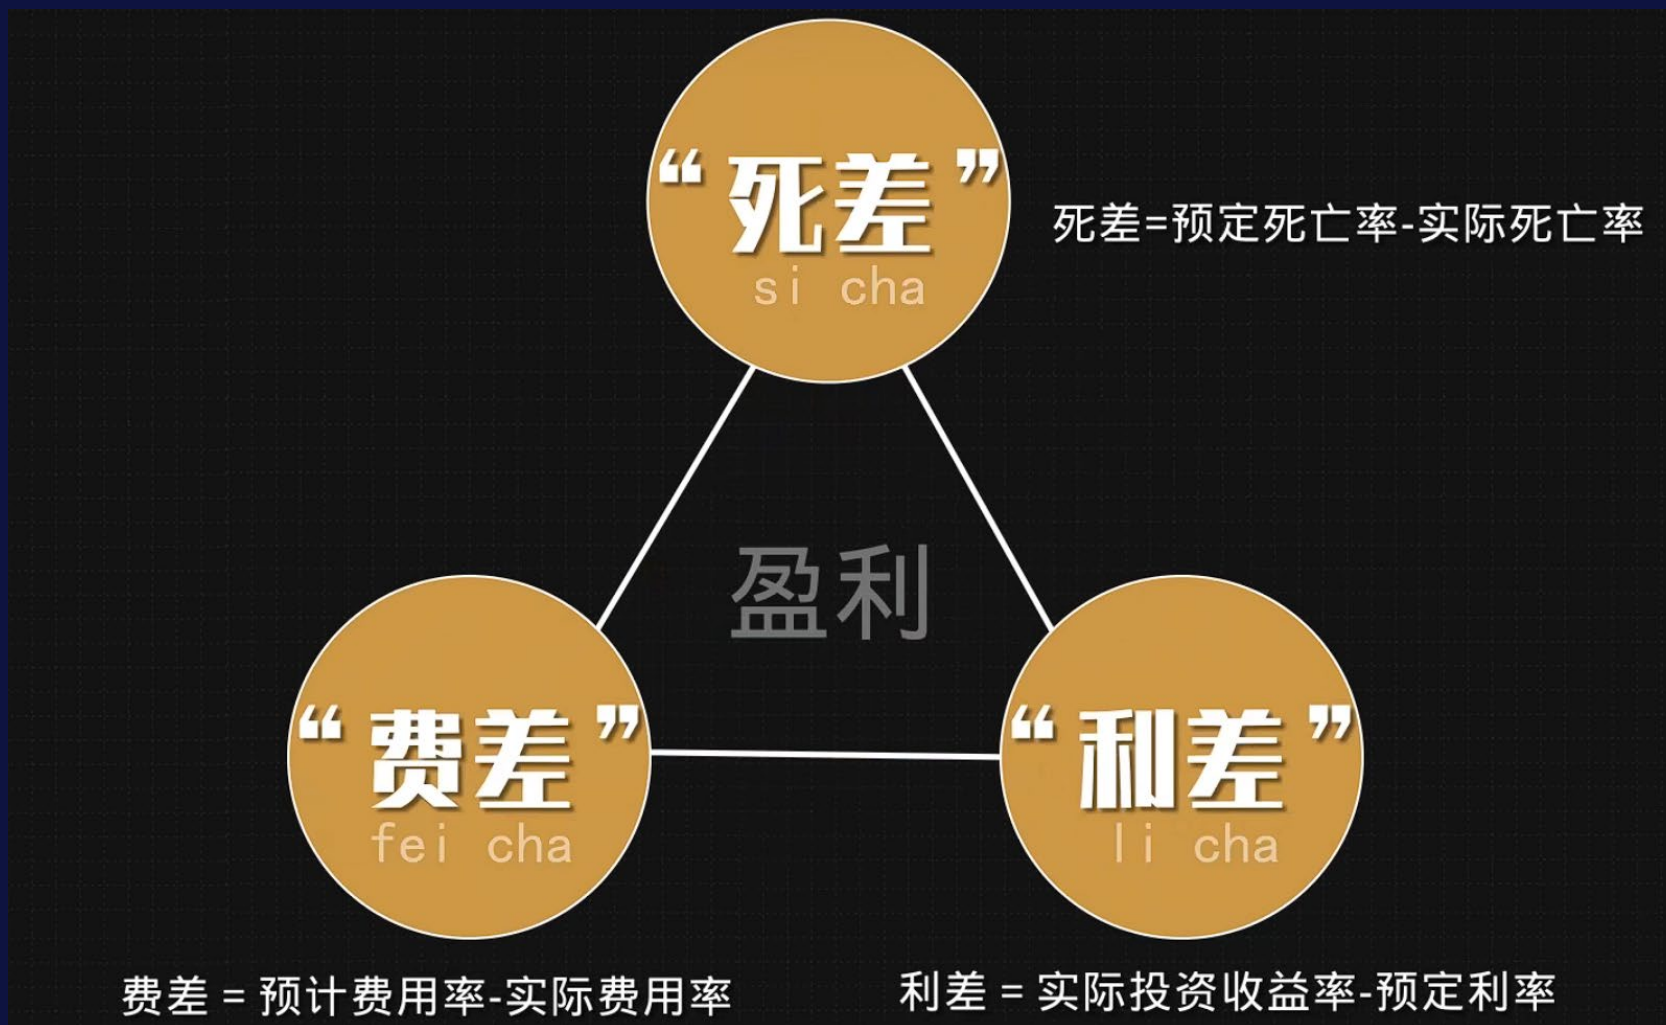 “死差”
si cha
死差=预定死亡率-实际死亡率
盈利
“费差”
fei cha
“利差”
li cha
费差 = 预计费用率-实际费用率
利差 = 实际投资收益率-预定利率